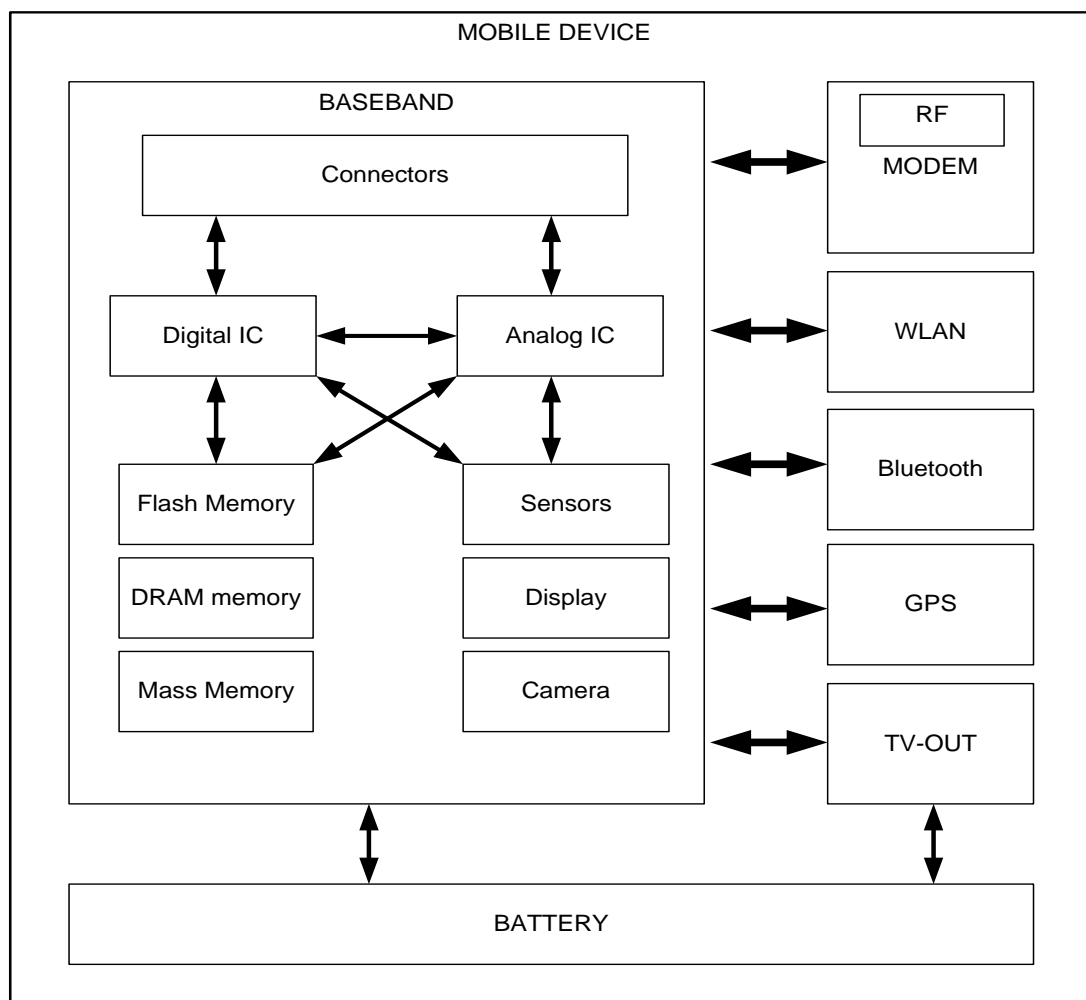 MOBILE DEVICE
BASEBAND
Connectors
Digital IC
Analog IC
Flash Memory
Sensors
DRAM memory
Display
Mass Memory
Camera
RF
MODEM
WLAN
Bluetooth
GPS
TV-OUT
BATTERY